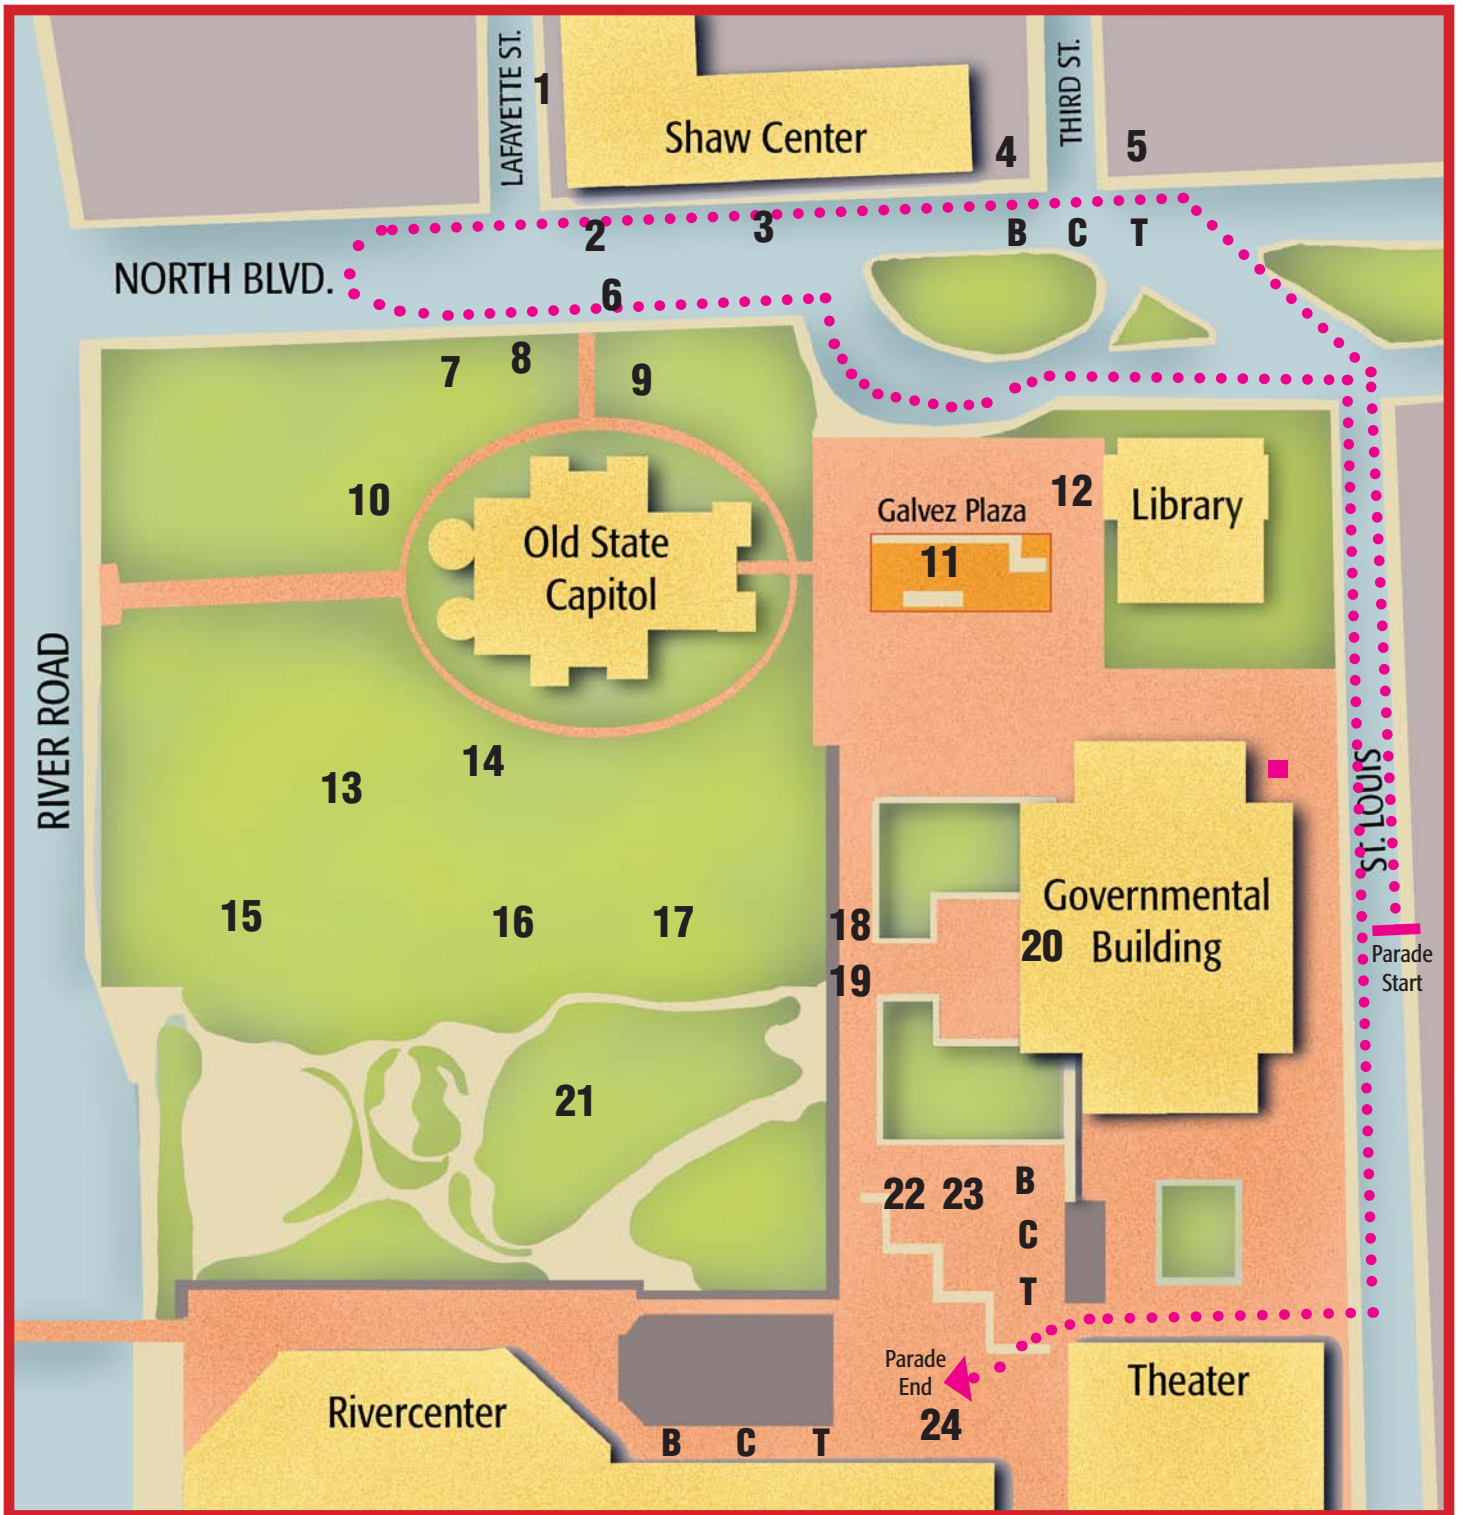 LAFAYETTE ST.
1
Shaw Center
4
THIRD ST.
5
2
3
B C T
NORTH BLVD.
6
7
8
9
10
Old State
Capitol
Galvez Plaza
11
12
Library
RIVER ROAD
13
14
15
16
17
18
19
20
Governmental
Building
ST. LOUIS
Parade
Start
21
22
23
B
C
T
Parade
End
24
Theater
Rivercenter
B C T